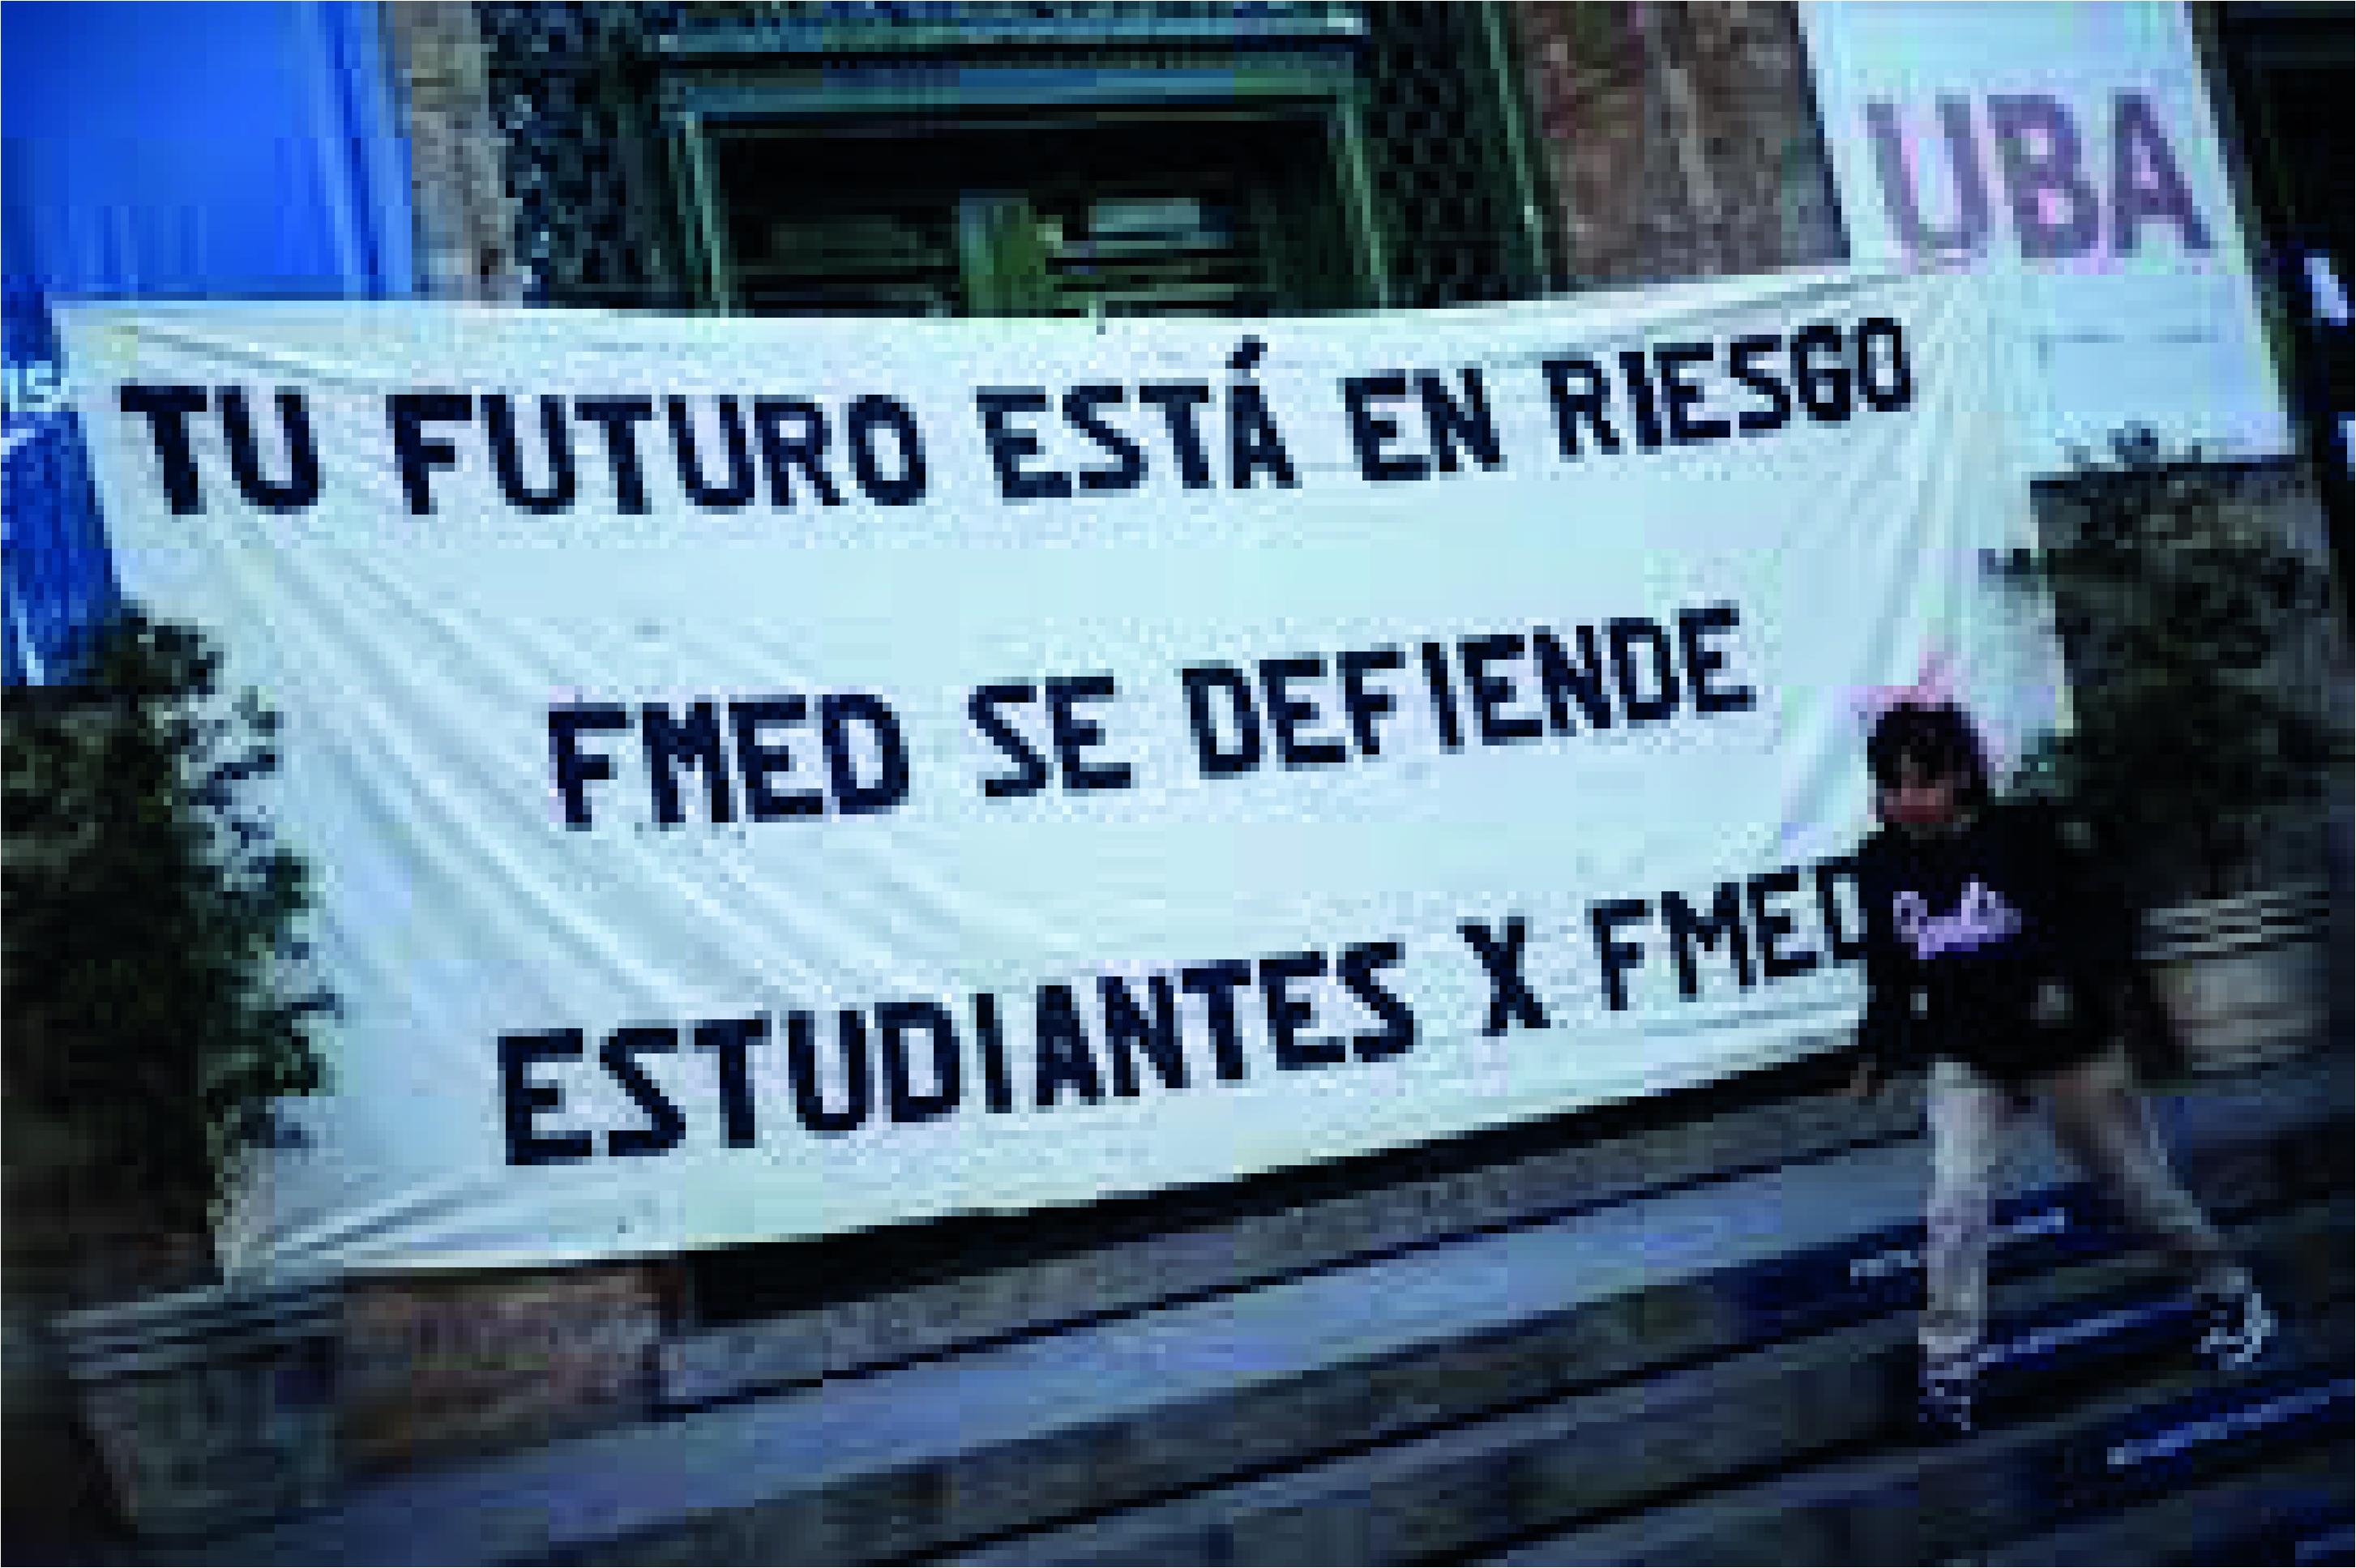 UBA
TU FUTURO ESTÁ EN RIESGO
FMED SE DEFIENDE
ESTUDIANTES X FMED